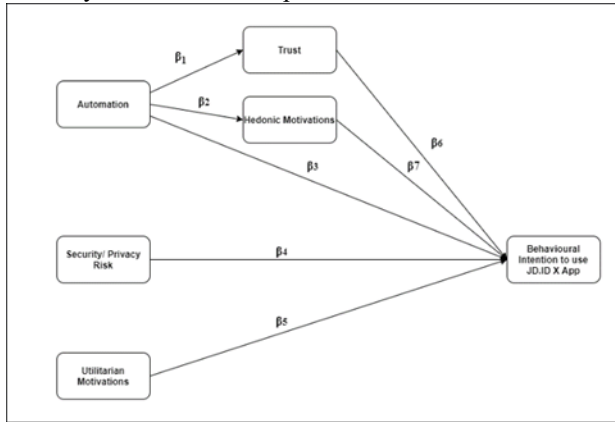 β1
Trust
Automation
β2
Hedonic Motivations
β3
β6
β7
Security/ Privacy
Risk
β4
Behavioural
Intention to use
JD.ID X App
β5
Utilitarian
Motivations